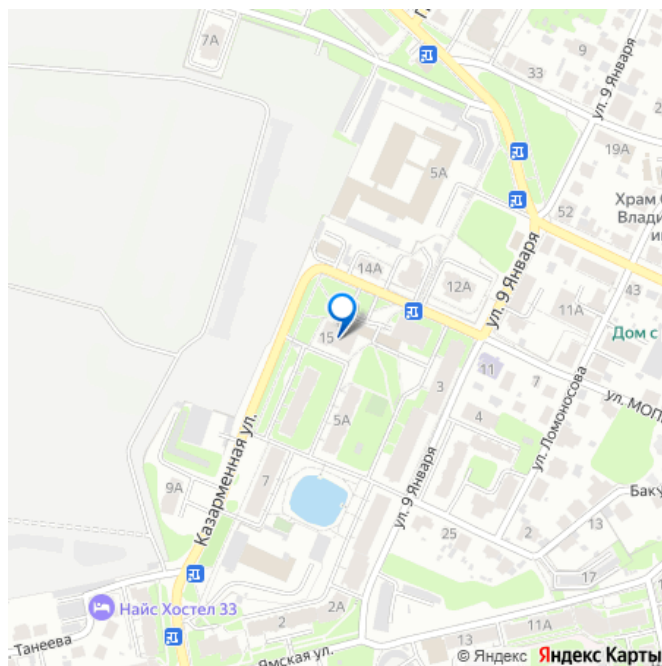 7А
9
33
ул. 9 Января
19А
5А
Храм
Влади
52
14А
12А
ул. 9 Января
43
11А
Дом с
15
3
11
7
ул. МОП
5А
4
ул. Ломоносова
Казарменная ул.
7
9А
ул. 9 Января
Баку
25
2
13
17
Найс Хостел 33
Танеева
2
2А
Ямская ул.
13
11А
© Яндекс Яндекс Карты